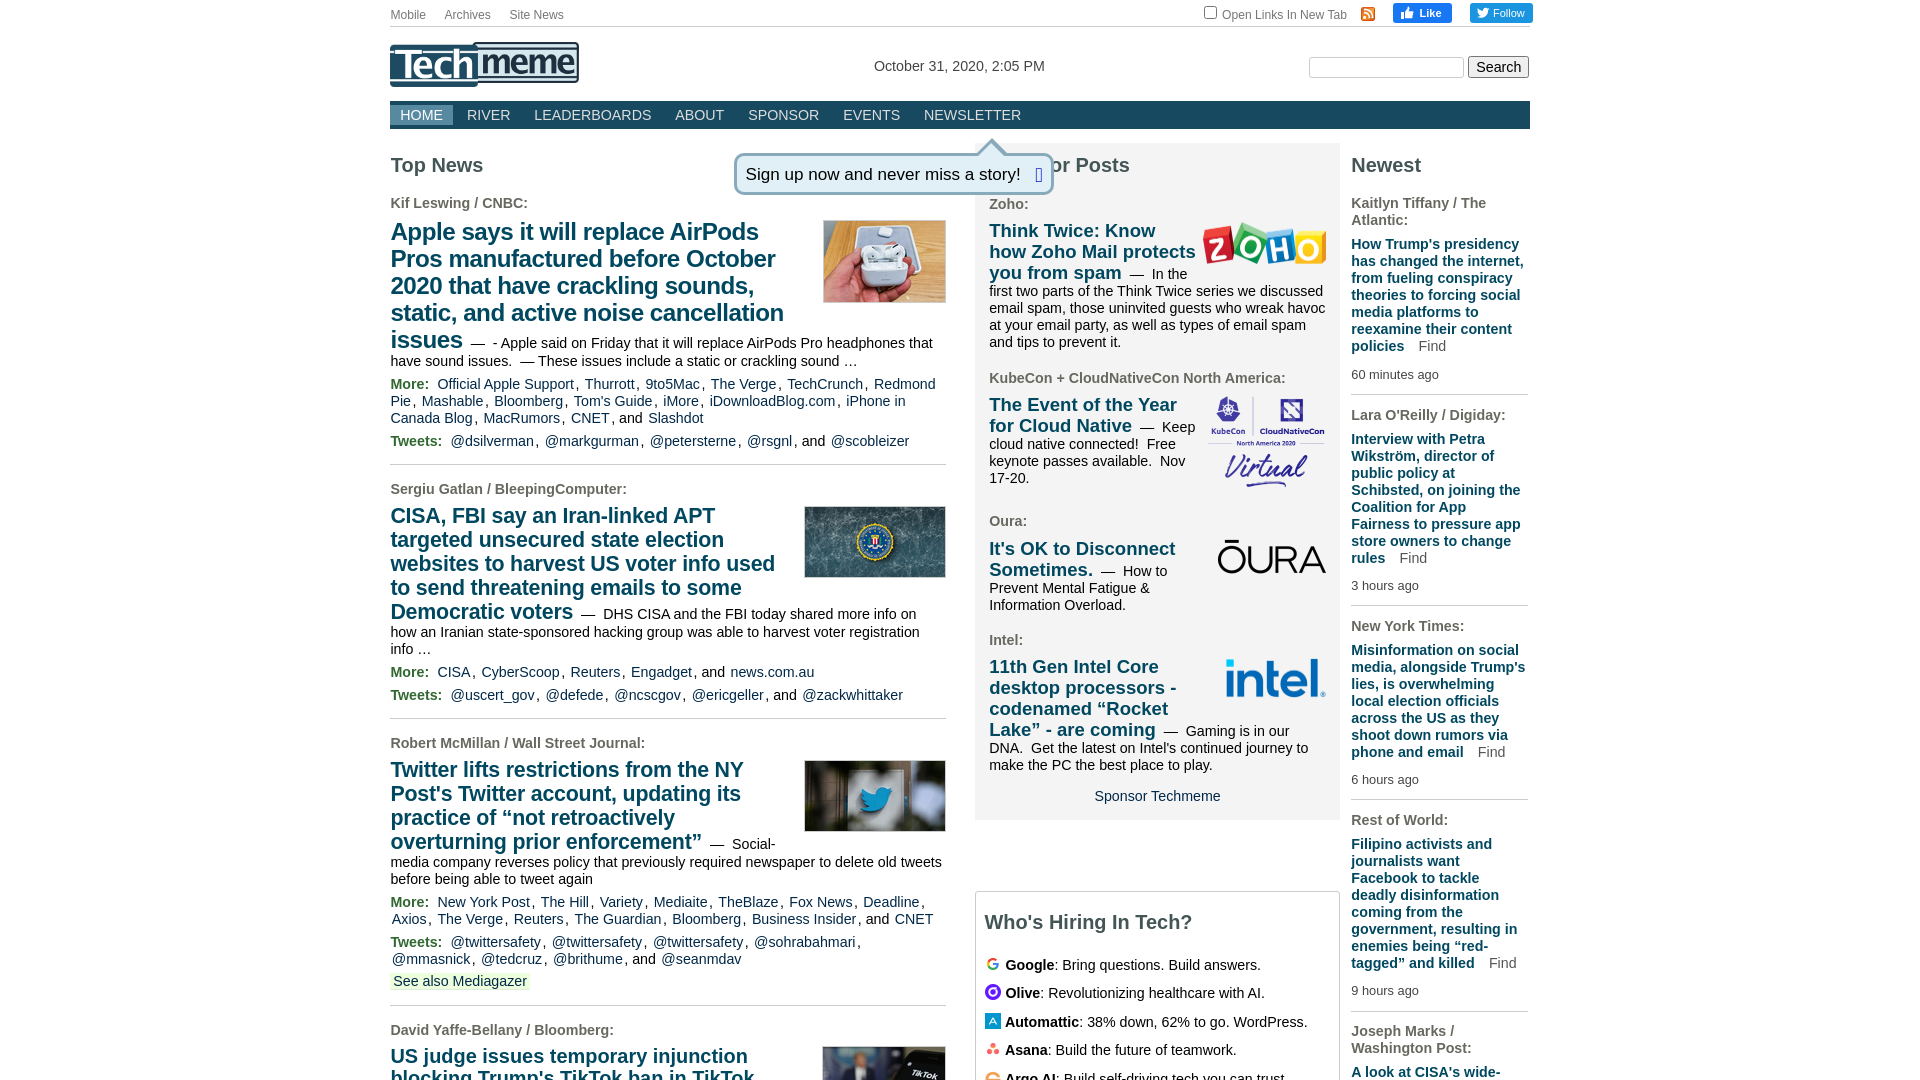 Mobile Archives Site News
Open Links In New Tab
Like
Follow
Techmeme
October 31, 2020, 2:05 PM
Search
HOME RIVER LEADERBOARDS ABOUT SPONSOR EVENTS NEWSLETTER
Sign up now and never miss a story!
Top News
Kif Leswing / CNBC:
Apple says it will replace AirPods
Pros manufactured before October
2020 that have crackling sounds,
static, and active noise cancellation
issues — - Apple said on Friday that it will replace AirPods Pro headphones that
have sound issues. — These issues include a static or crackling sound …
More: Official Apple Support, Thurrott, 9to5Mac, The Verge, TechCrunch, Redmond
Pie, Mashable, Bloomberg, Tom's Guide, iMore, iDownloadBlog.com, iPhone in
Canada Blog, MacRumors, CNET, and Slashdot
Tweets: @dsilverman, @markgurman, @petersterne, @rsgnl, and @scobleizer
Sergiu Gatlan / BleepingComputer:
CISA, FBI say an Iran-linked APT
targeted unsecured state election
websites to harvest US voter info used
to send threatening emails to some
Democratic voters — DHS CISA and the FBI today shared more info on
how an Iranian state-sponsored hacking group was able to harvest voter registration
info …
More: CISA, CyberScoop, Reuters, Engadget, and news.com.au
Tweets: @uscert_gov, @defede, @ncscgov, @ericgeller, and @zackwhittaker
Robert McMillan / Wall Street Journal:
Twitter lifts restrictions from the NY
Post's Twitter account, updating its
practice of “not retroactively
overturning prior enforcement” — Social-
media company reverses policy that previously required newspaper to delete old tweets
before being able to tweet again
More: New York Post, The Hill, Variety, Mediaite, TheBlaze, Fox News, Deadline,
Axios, The Verge, Reuters, The Guardian, Bloomberg, Business Insider, and CNET
Tweets: @twittersafety, @twittersafety, @twittersafety, @sohrabahmari,
@mmasnick, @tedcruz, @brithume, and @seanmdav
See also Mediagazer
David Yaffe-Bellany / Bloomberg:
US judge issues temporary injunction
blocking Trump's TikTok ban in TikTok
TikTok
or Posts
Zoho:
Think Twice: Know
how Zoho Mail protects
you from spam — In the
first two parts of the Think Twice series we discussed
email spam, those uninvited guests who wreak havoc
at your email party, as well as types of email spam
and tips to prevent it.
ZOHO
KubeCon + CloudNativeCon North America:
The Event of the Year
for Cloud Native — Keep
cloud native connected! Free
keynote passes available. Nov
17-20.
KubeCon CloudNativeCon
North America 2020
Virtual
Oura:
It's OK to Disconnect
Sometimes. — How to
Prevent Mental Fatigue &
Information Overload.
ŌURA
Intel:
11th Gen Intel Core
desktop processors -
codenamed “Rocket
Lake” - are coming — Gaming is in our
DNA. Get the latest on Intel's continued journey to
make the PC the best place to play.
intel
Sponsor Techmeme
Who's Hiring In Tech?
Google: Bring questions. Build answers.
Olive: Revolutionizing healthcare with AI.
Automattic: 38% down, 62% to go. WordPress.
Asana: Build the future of teamwork.
Argo AI: Build self-driving tech you can trust.
Newest
Kaitlyn Tiffany / The
Atlantic:
How Trump's presidency
has changed the internet,
from fueling conspiracy
theories to forcing social
media platforms to
reexamine their content
policies Find
60 minutes ago
Lara O'Reilly / Digiday:
Interview with Petra
Wikström, director of
public policy at
Schibsted, on joining the
Coalition for App
Fairness to pressure app
store owners to change
rules Find
3 hours ago
New York Times:
Misinformation on social
media, alongside Trump's
lies, is overwhelming
local election officials
across the US as they
shoot down rumors via
phone and email Find
6 hours ago
Rest of World:
Filipino activists and
journalists want
Facebook to tackle
deadly disinformation
coming from the
government, resulting in
enemies being “red-
tagged” and killed Find
9 hours ago
Joseph Marks /
Washington Post:
A look at CISA's wide-